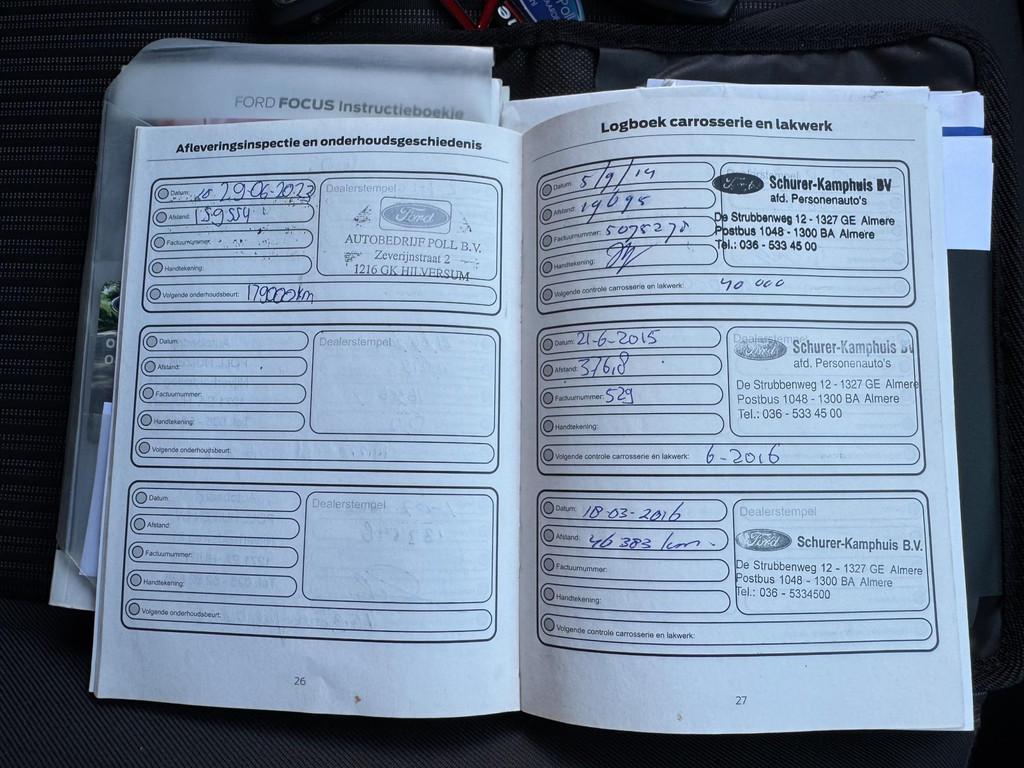 FORD FOCUS Instructieboekje
Afleveringsinspectie en onderhoudsgeschiedenis
Datum: 29-06-2023
Afstand: 159554
Factuurnummer:
Handtekening:
Volgende onderhoudsbeurt: 179000km
Dealerstempel
Ford
AUTOBEDRIJF POLL B.V.
Zeverijnstraat 2
1216 GK HILVERSUM
Datum:
Afstand:
Factuurnummer:
Handtekening:
Volgende onderhoudsbeurt:
Dealerstempel
Datum:
Afstand:
Factuurnummer:
Handtekening:
Volgende onderhoudsbeurt:
Dealerstempel
26
Logboek carrosserie en lakwerk
Datum: 5/9/14
Afstand: 19695
Factuurnummer: 5078278
Handtekening:
Volgende controle carrosserie en lakwerk: 40 000
Ford Schurer-Kamphuis BV
afd. Personenauto's
De Strubbenweg 12 - 1327 GE Almere
Postbus 1048 - 1300 BA Almere
Tel.: 036 - 533 45 00
Datum: 21-6-2015
Afstand: 37618
Factuurnummer: 529
Handtekening:
Volgende controle carrosserie en lakwerk: 6-2016
Ford Schurer-Kamphuis BV
afd. Personenauto's
De Strubbenweg 12 - 1327 GE Almere
Postbus 1048 - 1300 BA Almere
Tel.: 036 - 533 45 00
Datum: 18-03-2016
Afstand: 46383 km-
Factuurnummer:
Handtekening:
Volgende controle carrosserie en lakwerk:
Dealerstempel
Ford Schurer-Kamphuis B.V.
De Strubbenweg 12 - 1327 GE Almere
Postbus 1048 - 1300 BA Almere
Tel.: 036 - 5334500
27